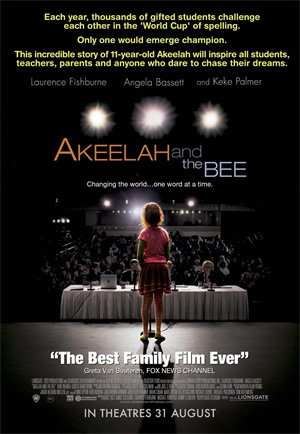 Each year, thousands of gifted students challenge
each other in the 'World Cup' of spelling.
Only one would emerge champion.
This incredible story of 11-year-old Akeelah will inspire all students,
teachers, parents and anyone who dare to chase their dreams.
Laurence Fishburne Angela Bassett and Keke Palmer
AKEELAH and
the BEE
Changing the world...one word at a time.
“The Best Family Film Ever”
Greta Van Susteren, FOX NEWS CHANNEL
IN THEATRES 31 AUGUST